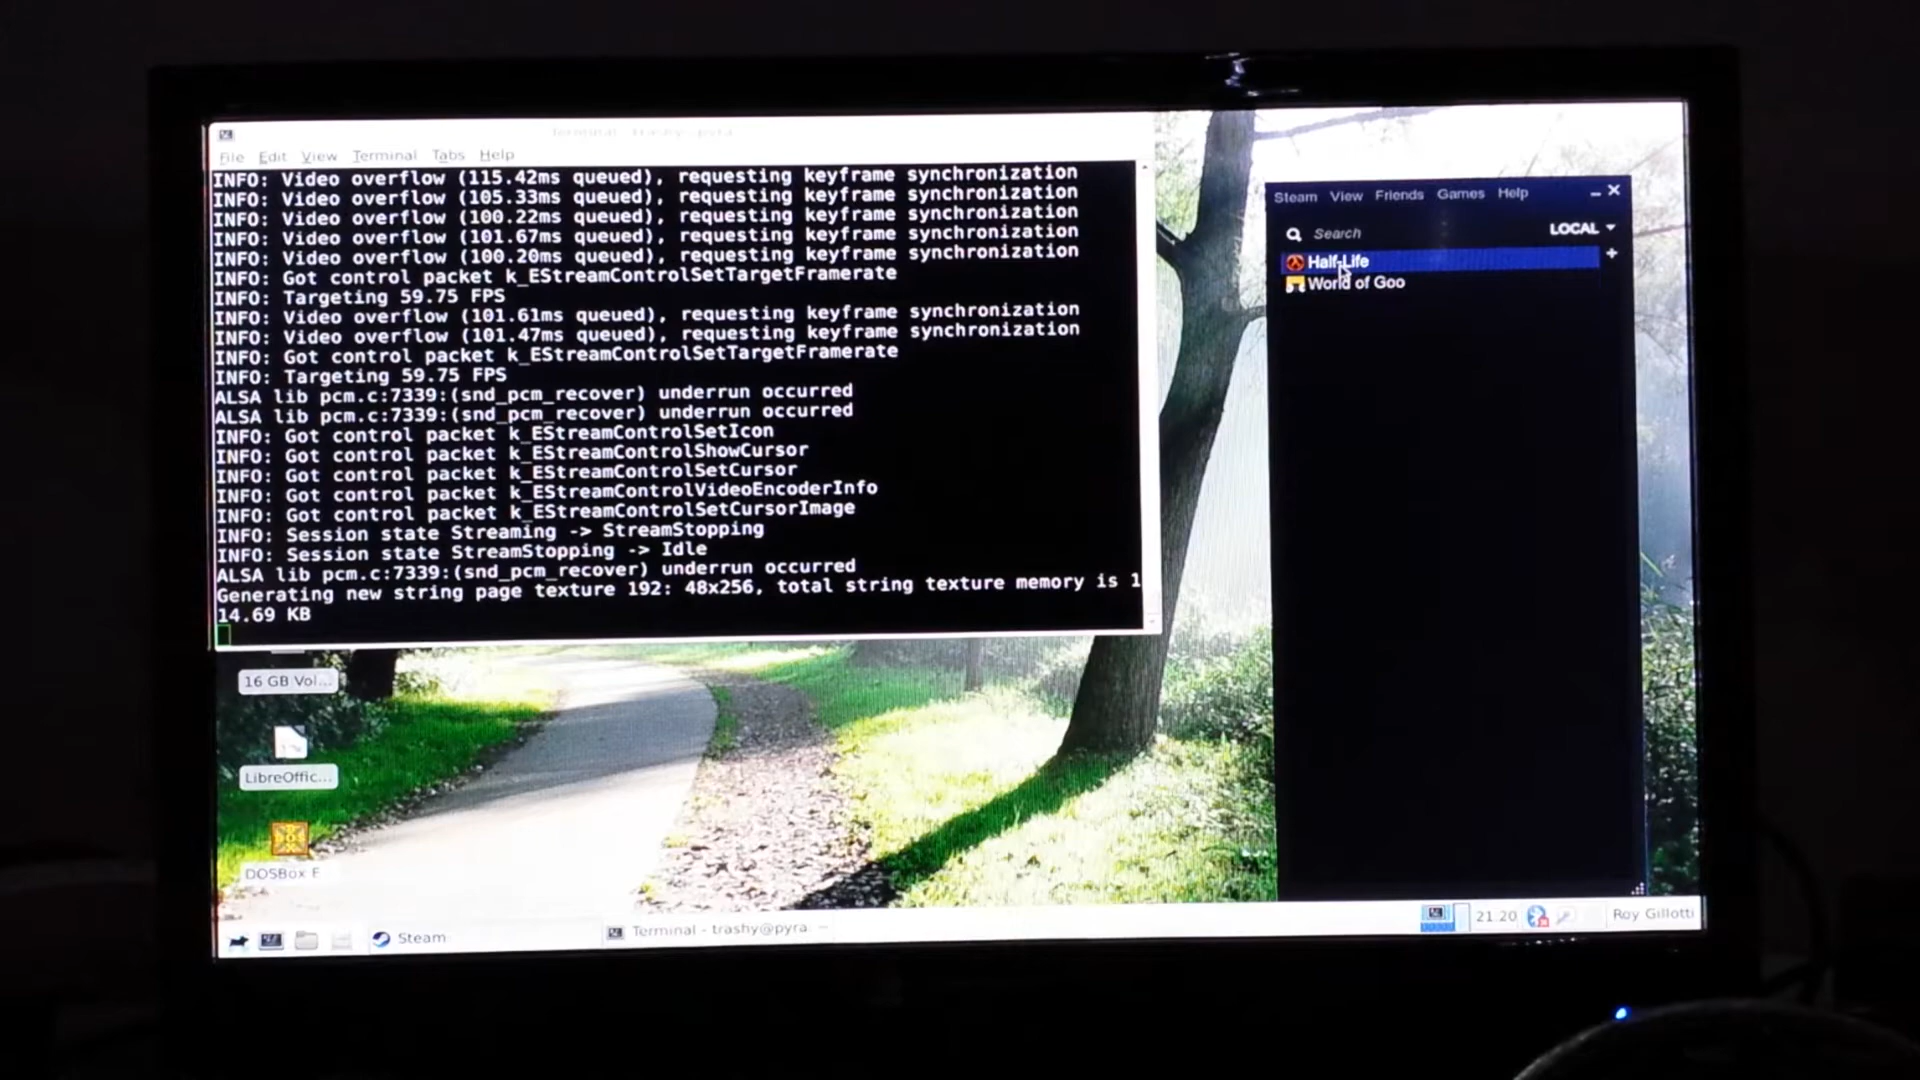 Terminal - trashy@pyra
File Edit View Terminal Tabs Help
INFO: Video overflow (115.42ms queued), requesting keyframe synchronization
INFO: Video overflow (105.33ms queued), requesting keyframe synchronization
INFO: Video overflow (100.22ms queued), requesting keyframe synchronization
INFO: Video overflow (101.67ms queued), requesting keyframe synchronization
INFO: Video overflow (100.20ms queued), requesting keyframe synchronization
INFO: Got control packet k_EStreamControlSetTargetFramerate
INFO: Targeting 59.75 FPS
INFO: Video overflow (101.61ms queued), requesting keyframe synchronization
INFO: Video overflow (101.47ms queued), requesting keyframe synchronization
INFO: Got control packet k_EStreamControlSetTargetFramerate
INFO: Targeting 59.75 FPS
ALSA lib pcm.c:7339:(snd_pcm_recover) underrun occurred
ALSA lib pcm.c:7339:(snd_pcm_recover) underrun occurred
INFO: Got control packet k_EStreamControlSetIcon
INFO: Got control packet k_EStreamControlShowCursor
INFO: Got control packet k_EStreamControlSetCursor
INFO: Got control packet k_EStreamControlVideoEncoderInfo
INFO: Got control packet k_EStreamControlSetCursorImage
INFO: Session state Streaming -> StreamStopping
INFO: Session state StreamStopping -> Idle
ALSA lib pcm.c:7339:(snd_pcm_recover) underrun occurred
Generating new string page texture 192: 48x256, total string texture memory is 1
14.69 KB
Steam View Friends Games Help
Search LOCAL
Half-Life
World of Goo
16 GB Vol...
LibreOffic...
DOSBox E
Steam
Terminal - trashy@pyra:
21:20
Roy Gillotti